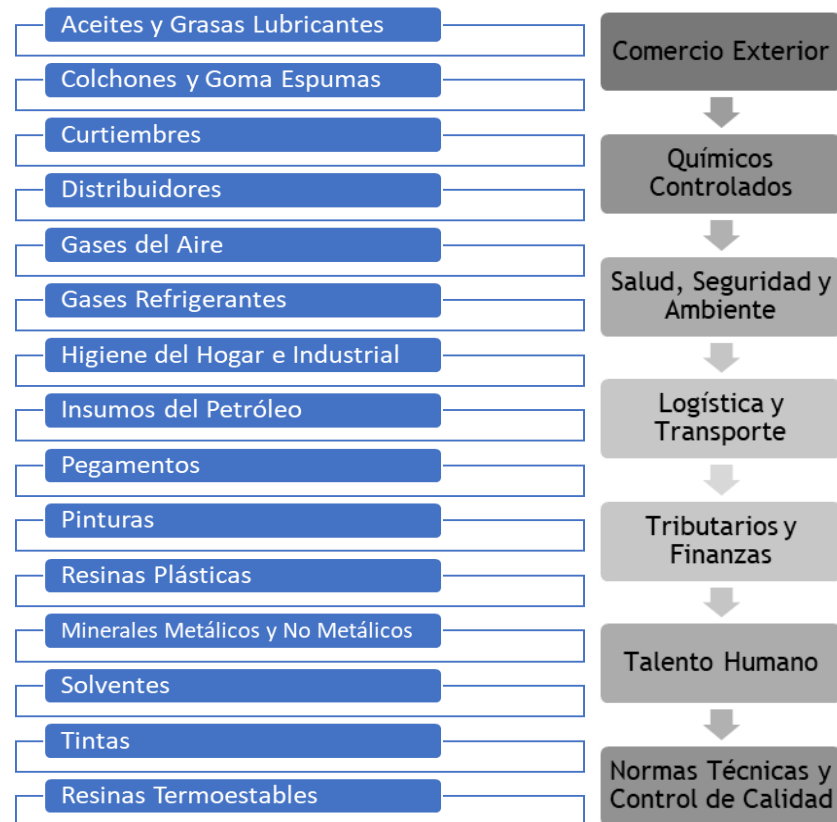 Aceites y Grasas Lubricantes
Colchones y Goma Espumas
Curtiembres
Distribuidores
Gases del Aire
Gases Refrigerantes
Higiene del Hogar e Industrial
Insumos del Petróleo
Pegamentos
Pinturas
Resinas Plásticas
Minerales Metálicos y No Metálicos
Solventes
Tintas
Resinas Termoestables
Comercio Exterior
Químicos
Controlados
Salud, Seguridad y
Ambiente
Logística y
Transporte
Tributarios y
Finanzas
Talento Humano
Normas Técnicas y
Control de Calidad